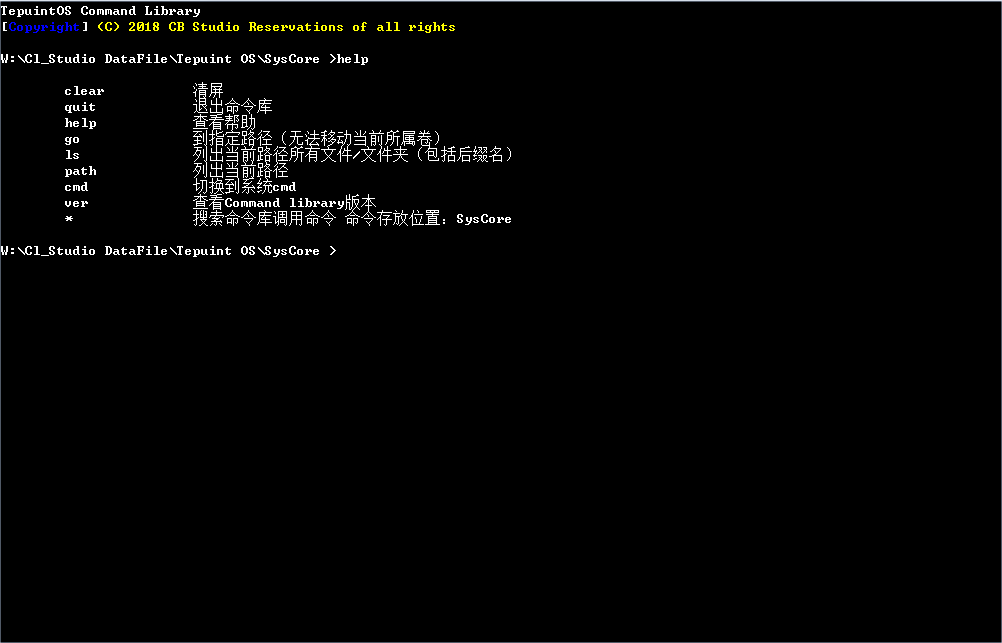 TepuintOS Command Library
[Copyright] (C) 2018 CB Studio Reservations of all rights
W:\Cl_Studio DataFile\Tepuint OS\SysCore >help
clear 清屏
quit 退出命令库
help 查看帮助
go 到指定路径（无法移动当前所属卷）
ls 列出当前路径所有文件/文件夹（包括后缀名）
path 列出当前路径
cmd 切换到系统cmd
ver 查看Command library版本
* 搜索命令库调用命令 命令存放位置：SysCore
W:\Cl_Studio DataFile\Tepuint OS\SysCore >